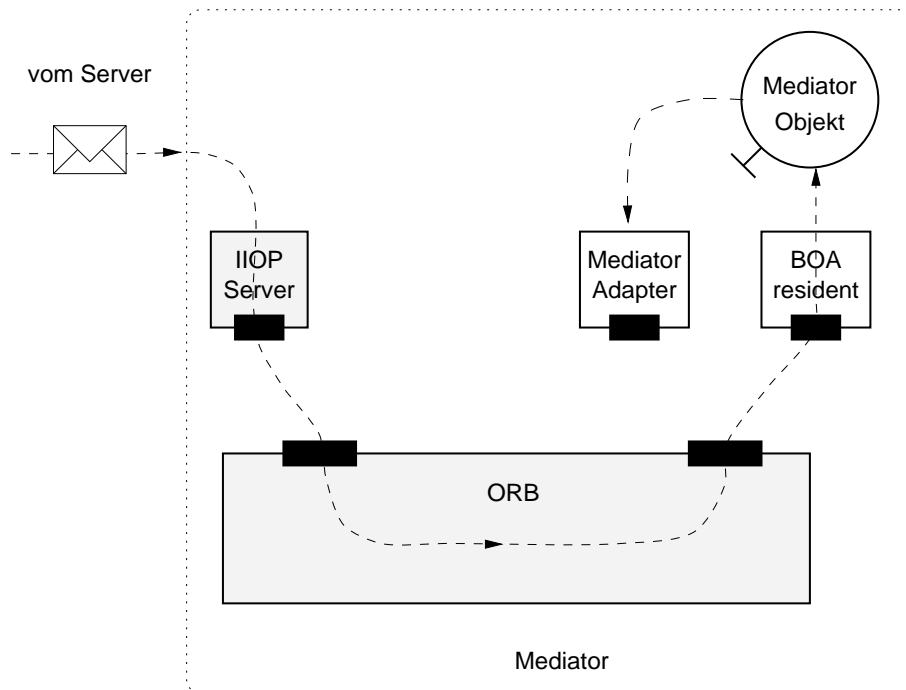 vom Server
Mediator
Objekt
IIOP
Server
Mediator
Adapter
BOA
resident
ORB
Mediator